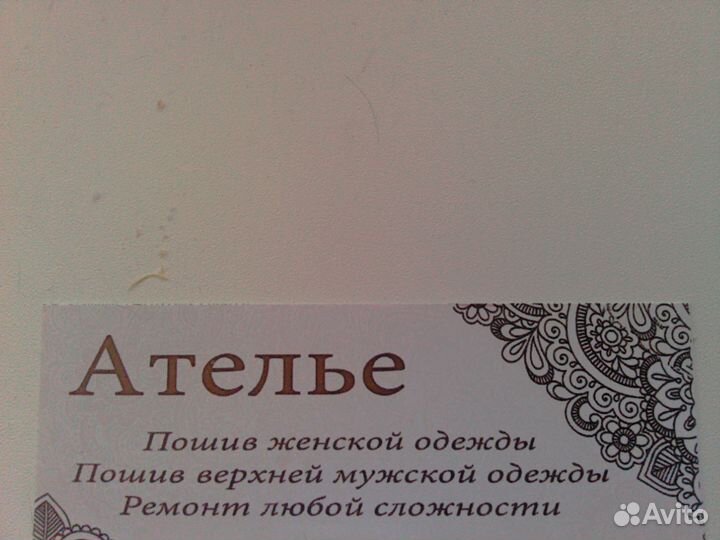 Ателье
Пошив женской одежды
Пошив верхней мужской одежды
Ремонт любой сложности
Avito